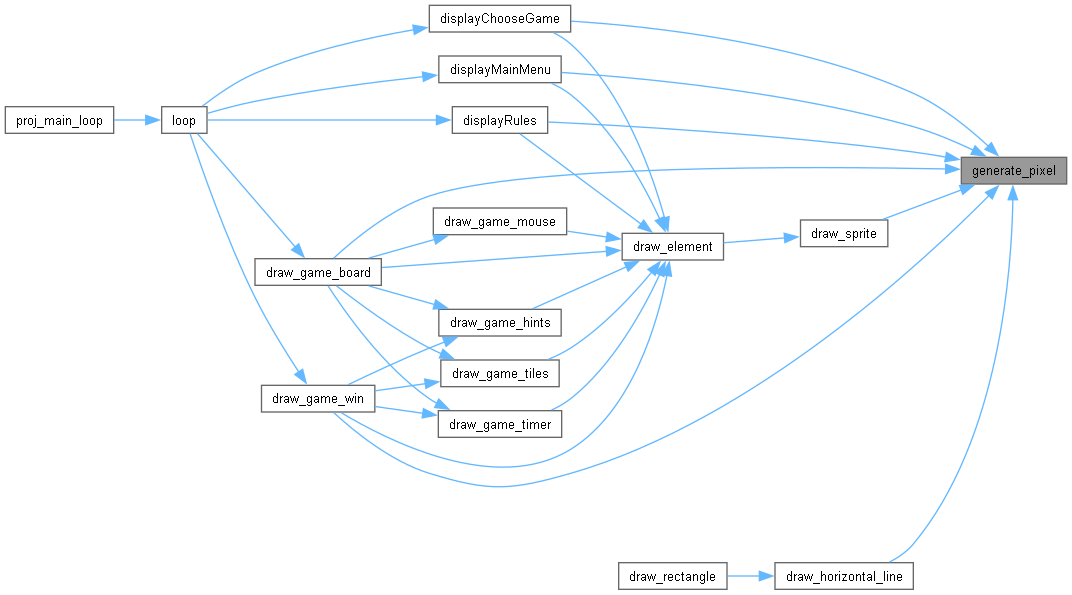 displayChooseGame
displayMainMenu
proj_main_loop
loop
displayRules
generate_pixel
draw_game_mouse
draw_sprite
draw_element
draw_game_board
draw_game_hints
draw_game_tiles
draw_game_win
draw_game_timer
draw_rectangle
draw_horizontal_line